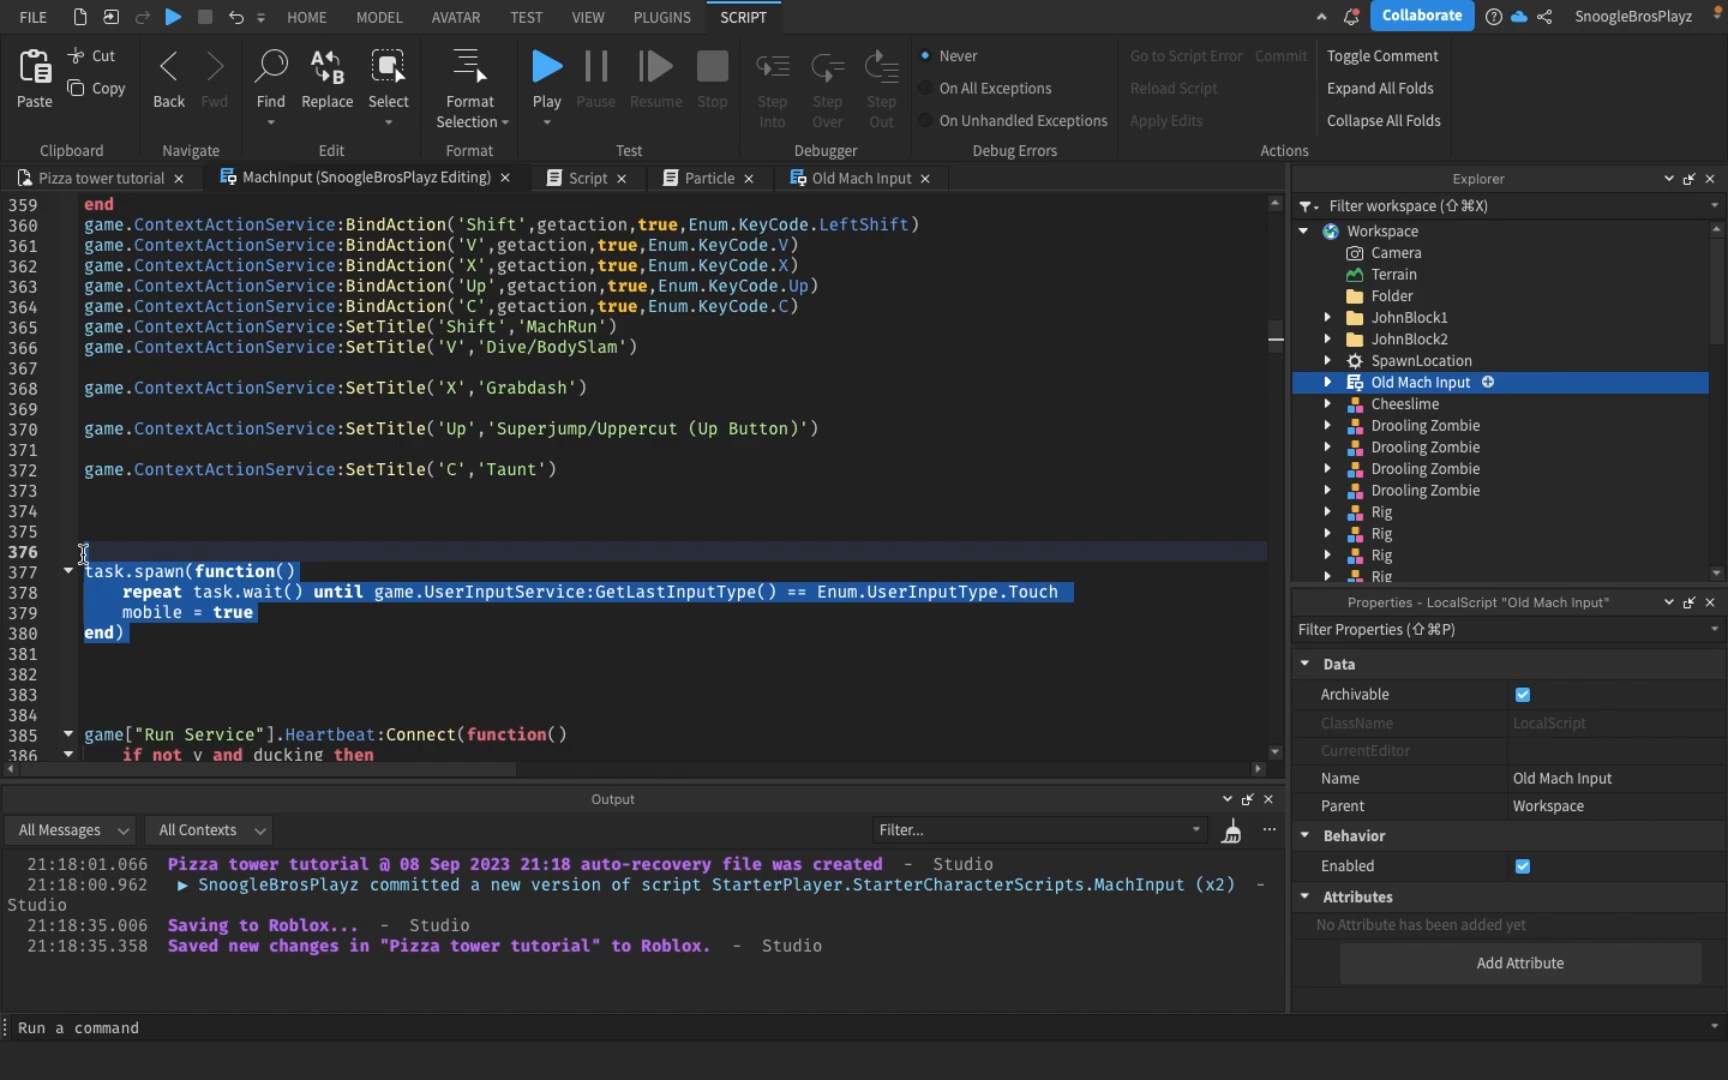 FILE HOME MODEL AVATAR TEST VIEW PLUGINS SCRIPT Collaborate SnoogleBrosPlayz
Paste Cut Copy Back Fwd Find Replace Select Format Selection Play Pause Resume Stop Step Into Step Over Step Out
Never
On All Exceptions
On Unhandled Exceptions
Go to Script Error Commit
Reload Script
Apply Edits
Toggle Comment
Expand All Folds
Collapse All Folds
Clipboard Navigate Edit Format Test Debugger Debug Errors Actions
Pizza tower tutorial × MachInput (SnoogleBrosPlayz Editing) × Script × Particle × Old Mach Input ×
359 end
360 game.ContextActionService:BindAction('Shift',getaction,true,Enum.KeyCode.LeftShift)
361 game.ContextActionService:BindAction('V',getaction,true,Enum.KeyCode.V)
362 game.ContextActionService:BindAction('X',getaction,true,Enum.KeyCode.X)
363 game.ContextActionService:BindAction('Up',getaction,true,Enum.KeyCode.Up)
364 game.ContextActionService:BindAction('C',getaction,true,Enum.KeyCode.C)
365 game.ContextActionService:SetTitle('Shift','MachRun')
366 game.ContextActionService:SetTitle('V','Dive/BodySlam')
367
368 game.ContextActionService:SetTitle('X','Grabdash')
369
370 game.ContextActionService:SetTitle('Up','Superjump/Uppercut (Up Button)')
371
372 game.ContextActionService:SetTitle('C','Taunt')
373
374
375
376
377 task.spawn(function()
378 repeat task.wait() until game.UserInputService:GetLastInputType() == Enum.UserInputType.Touch
379 mobile = true
380 end)
381
382
383
384
385 game["Run Service"].Heartbeat:Connect(function()
386 if not v and ducking then
Output
All Messages All Contexts Filter...
21:18:01.066 Pizza tower tutorial @ 08 Sep 2023 21:18 auto-recovery file was created - Studio
21:18:00.962 ▶ SnoogleBrosPlayz committed a new version of script StarterPlayer.StarterCharacterScripts.MachInput (x2) -
Studio
21:18:35.006 Saving to Roblox... - Studio
21:18:35.358 Saved new changes in "Pizza tower tutorial" to Roblox. - Studio
Run a command
Explorer
Filter workspace (⇧⌘X)
Workspace
Camera
Terrain
Folder
JohnBlock1
JohnBlock2
SpawnLocation
Old Mach Input
Cheeslime
Drooling Zombie
Drooling Zombie
Drooling Zombie
Drooling Zombie
Rig
Rig
Rig
Rig
Properties - LocalScript "Old Mach Input"
Filter Properties (⇧⌘P)
Data
Archivable
ClassName LocalScript
CurrentEditor
Name Old Mach Input
Parent Workspace
Behavior
Enabled
Attributes
No Attribute has been added yet
Add Attribute